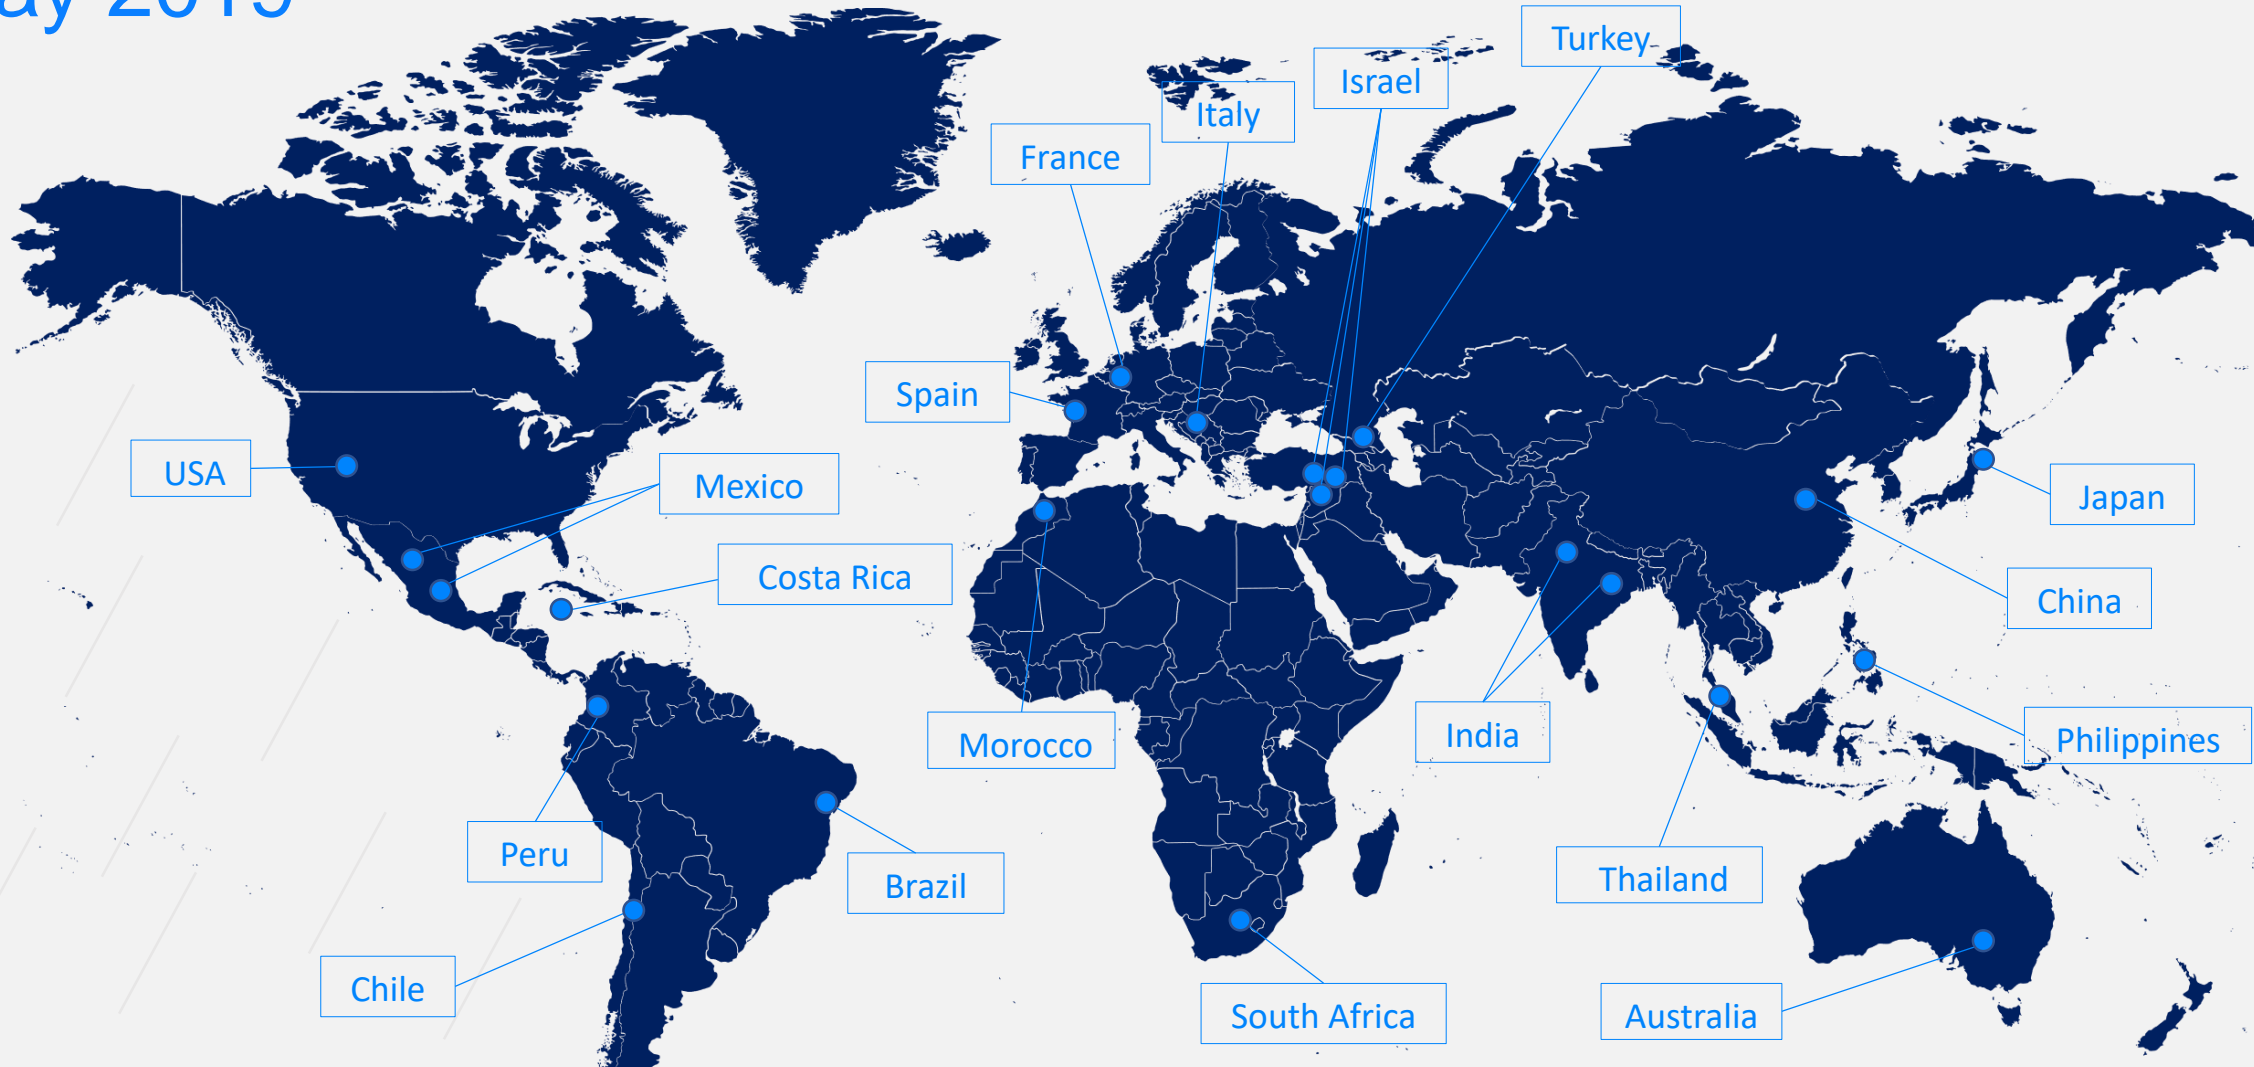 2019
Turkey
Israel
Italy
France
Spain
USA
Mexico
Japan
Costa Rica
China
Morocco
India
Philippines
Peru
Brazil
Thailand
Chile
South Africa
Australia